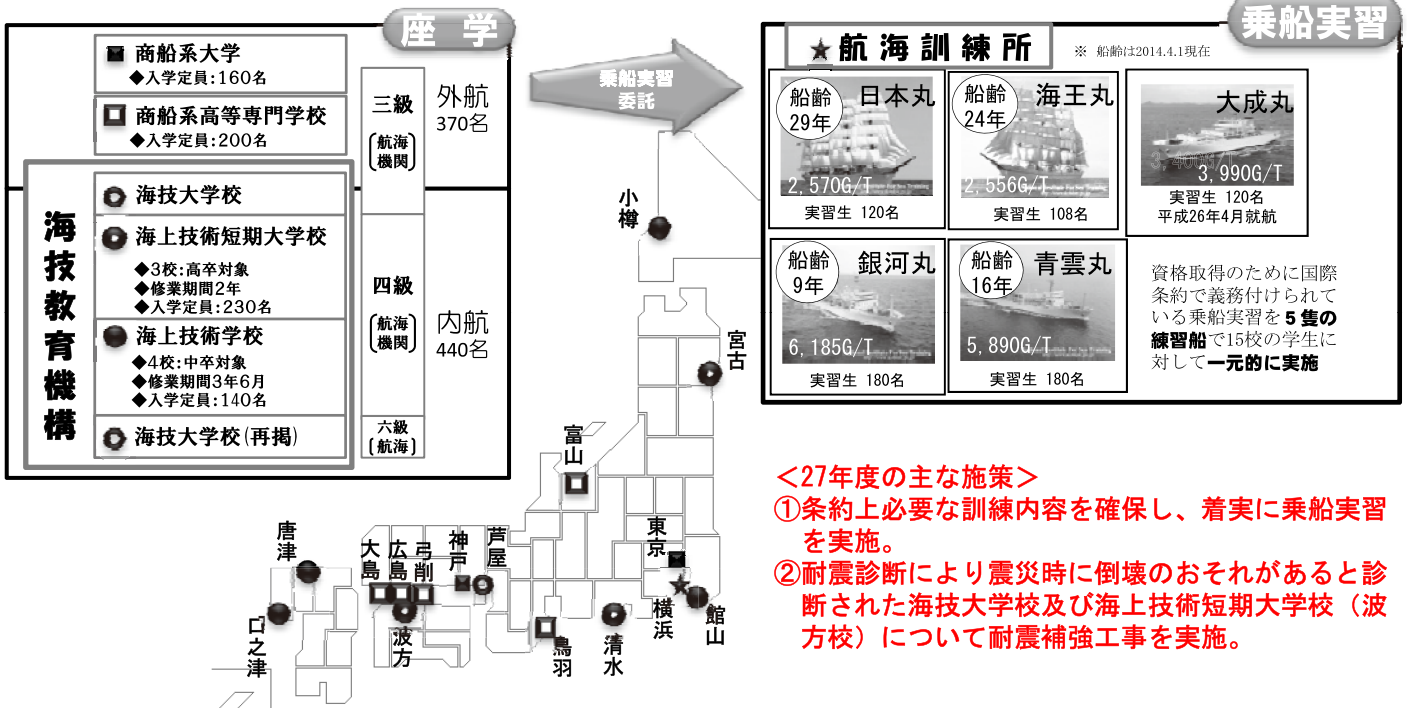 座 学
■ 商船系大学
◆入学定員:160名
商船系高等専門学校
◆入学定員:200名
海技教育機構
海技大学校
海上技術短期大学校
◆3校:高卒対象
◆修業期間2年
◆入学定員:230名
海上技術学校
◆4校:中卒対象
◆修業期間3年6月
◆入学定員:140名
海技大学校(再掲)
三級
〔航海
機関〕
四級
〔航海
機関〕
六級
〔航海〕
外航
370名
内航
440名
乗船実習
委託
乗船実習
★航海訓練所
※ 船齢は2014.4.1現在
船齢
29年
日本丸
2,570G/T
実習生 120名
船齢
24年
海王丸
2,556G/T
実習生 108名
大成丸
3,400G/T
3,990G/T
実習生 120名
平成26年4月就航
船齢
9年
銀河丸
6,185G/T
実習生 180名
船齢
16年
青雲丸
5,890G/T
実習生 180名
資格取得のために国際
条約で義務付けられて
いる乗船実習を5隻の
練習船で15校の学生に
対して一元的に実施
小樽
宮古
富山
東京
横浜
館山
清水
鳥羽
芦屋
神戸
弓削
広島
大島
波方
唐津
口之津
＜27年度の主な施策＞
①条約上必要な訓練内容を確保し、着実に乗船実習
を実施。
②耐震診断により震災時に倒壊のおそれがあると診
断された海技大学校及び海上技術短期大学校（波
方校）について耐震補強工事を実施。